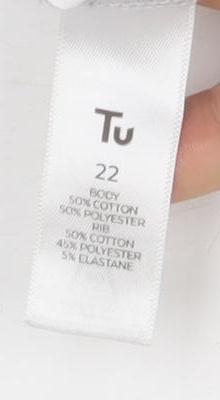 Tu
22
BODY
50% COTTON
50% POLYESTER
RIB
50% COTTON
45% POLYESTER
5% ELASTANE